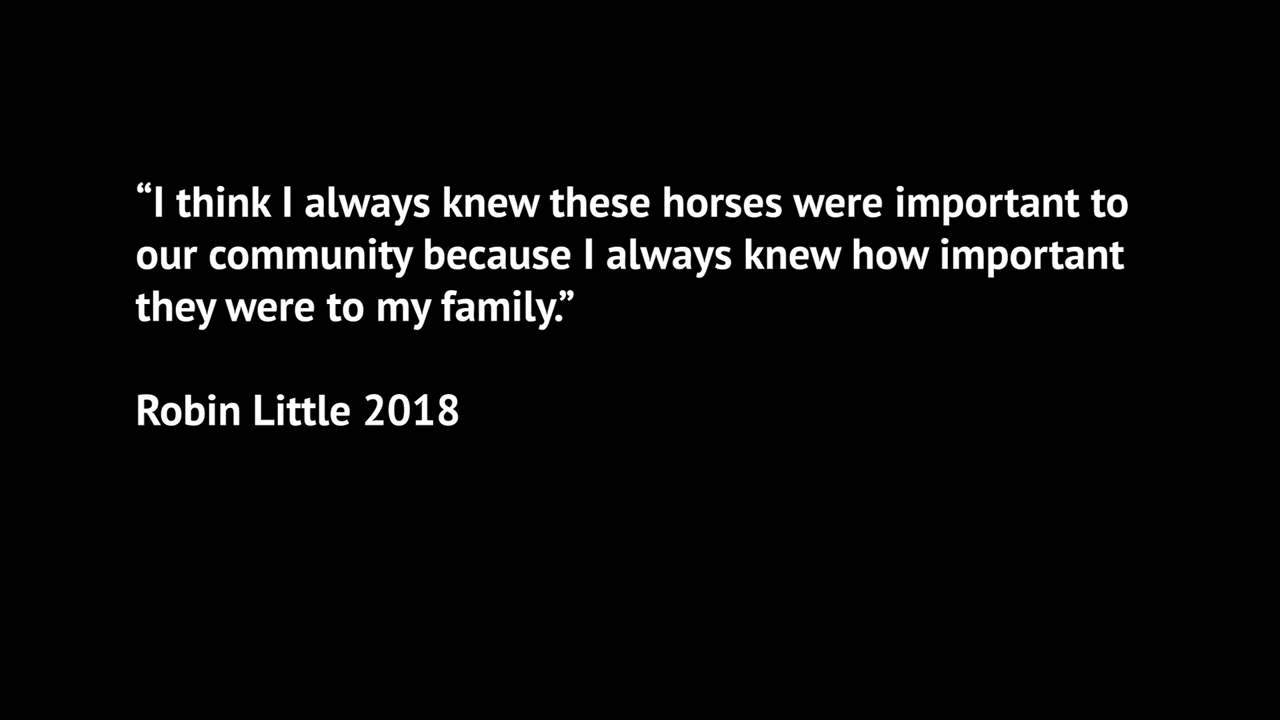 “I think I always knew these horses were important to
our community because I always knew how important
they were to my family.”
Robin Little 2018